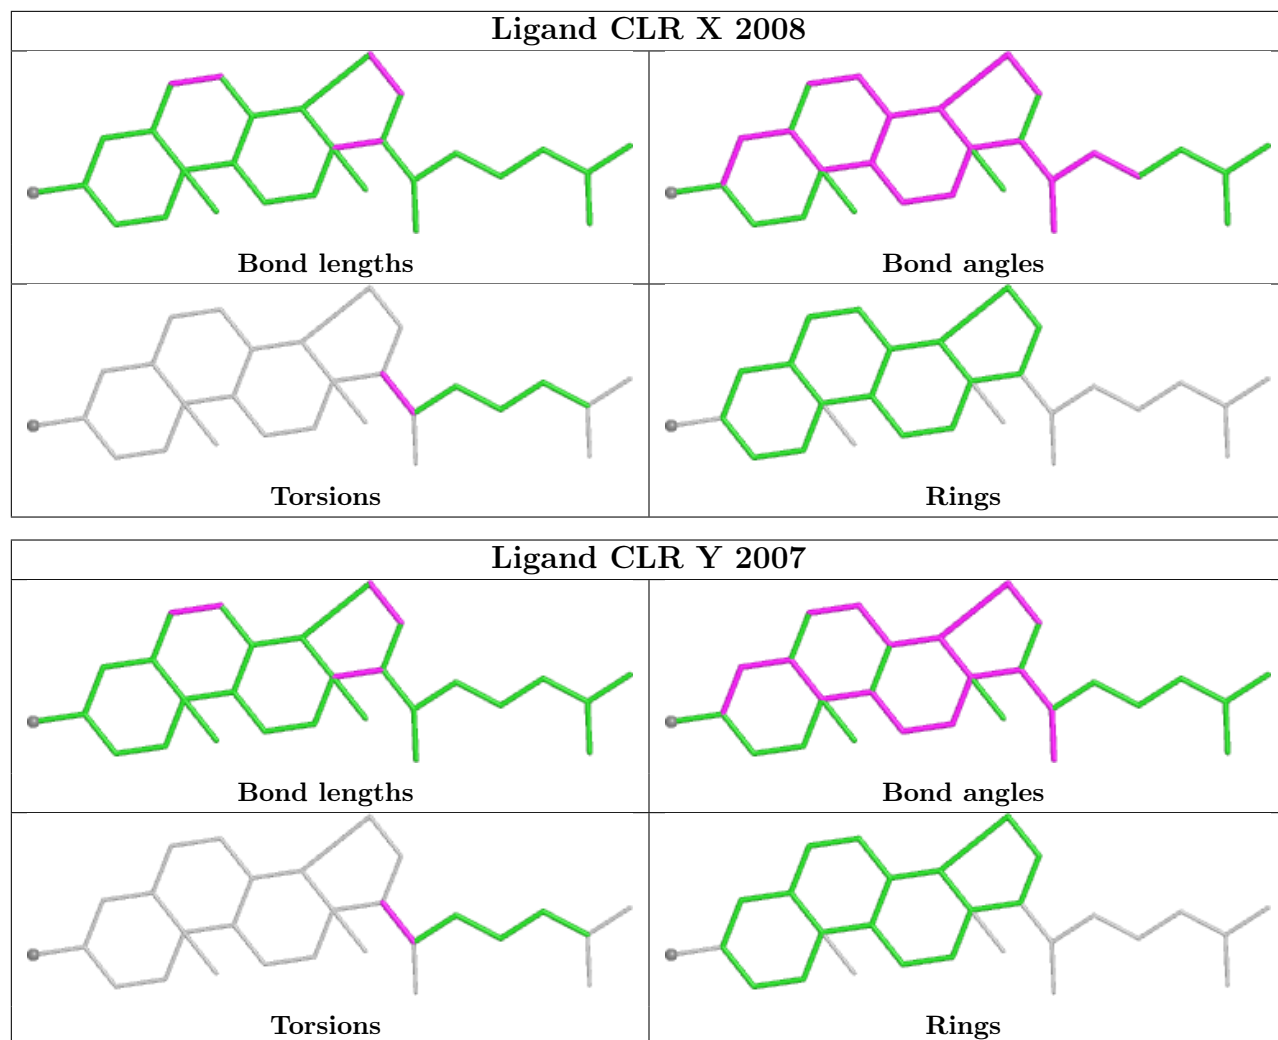 Ligand CLR X 2008
Bond lengths
Bond angles
Torsions
Rings
Ligand CLR Y 2007
Bond lengths
Bond angles
Torsions
Rings